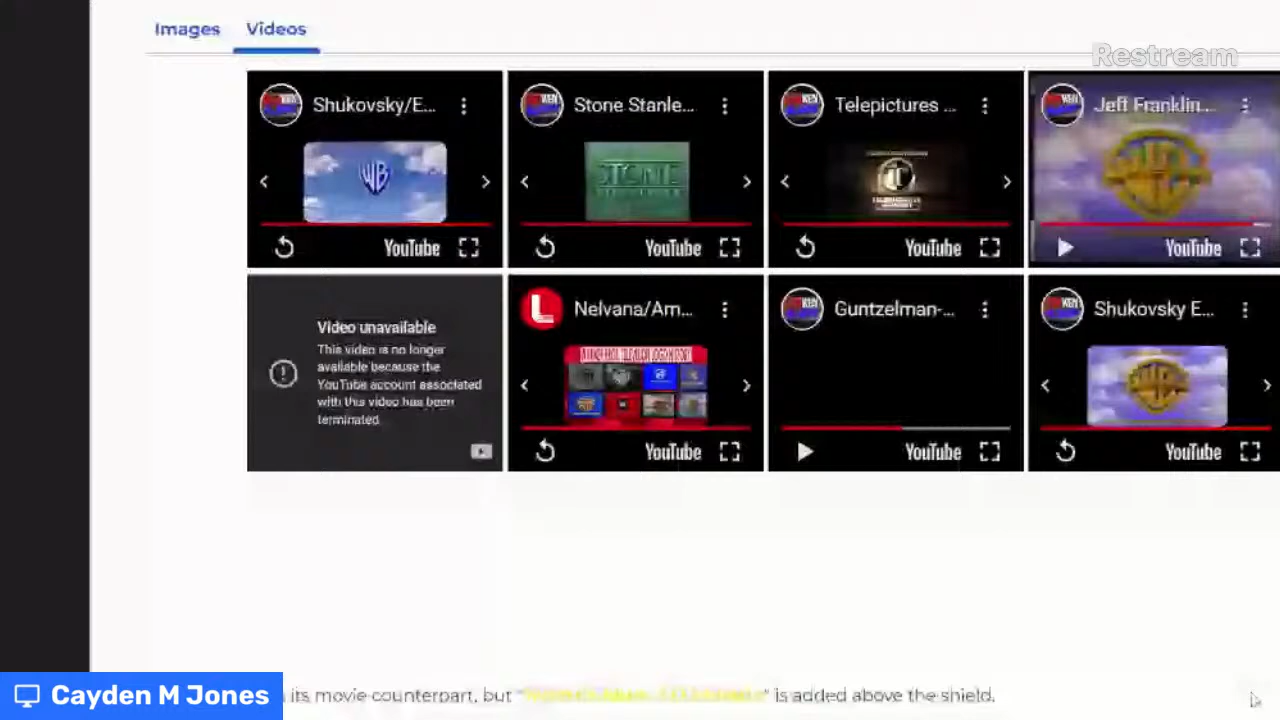 Images Videos
Restream
Shukovsky/E...
Stone Stanle...
Telepictures ...
Jeff Franklin...
WB
STONE
YouTube
YouTube
YouTube
YouTube
Video unavailable
This video is no longer
available because the
YouTube account associated
with this video has been
terminated.
Nelvana/Am...
Guntzelman-...
Shukovsky E...
YouTube
YouTube
YouTube
Cayden M Jones
its movie counterpart, but "
" is added above the shield.